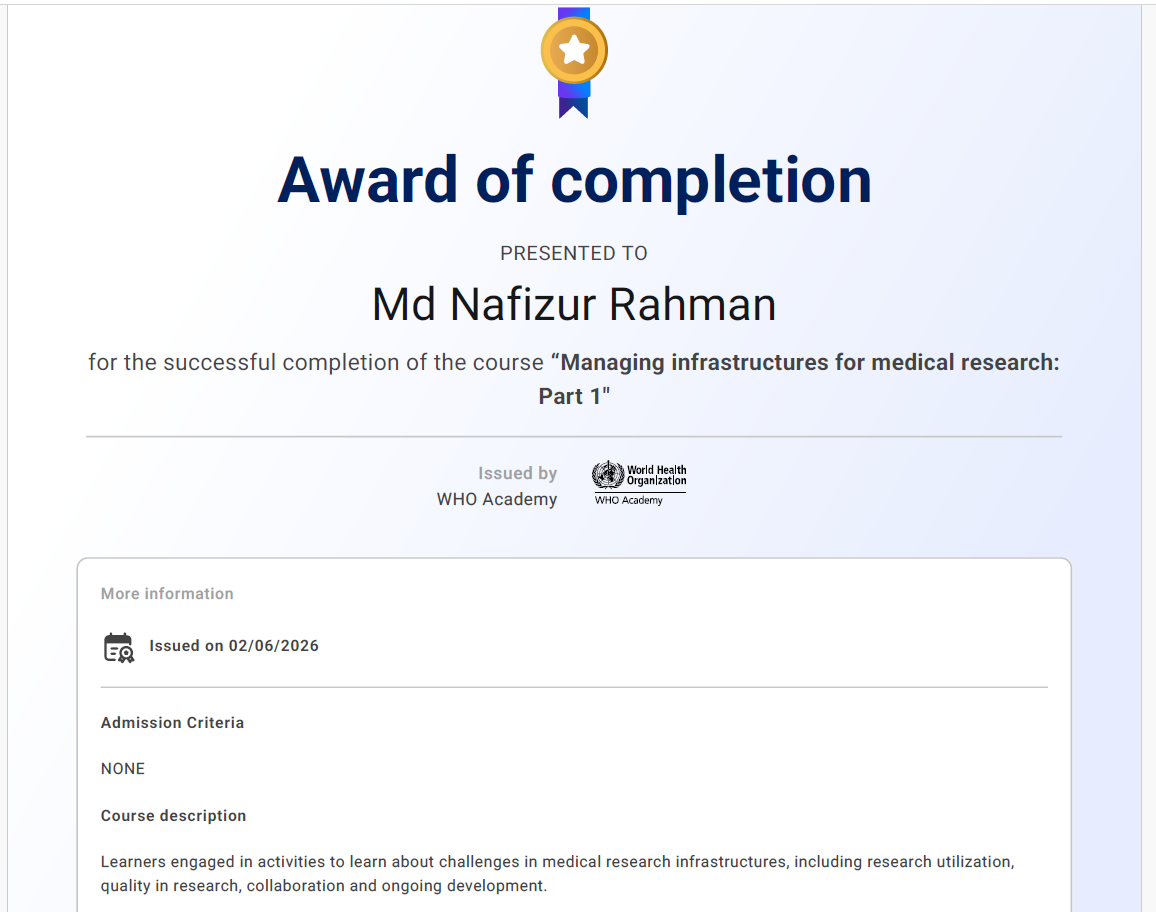 Award of completion
PRESENTED TO
Md Nafizur Rahman
for the successful completion of the course “Managing infrastructures for medical research:
Part 1"
Issued by
WHO Academy
World Health
Organization
WHO Academy
More information
Issued on 02/06/2026
Admission Criteria
NONE
Course description
Learners engaged in activities to learn about challenges in medical research infrastructures, including research utilization,
quality in research, collaboration and ongoing development.